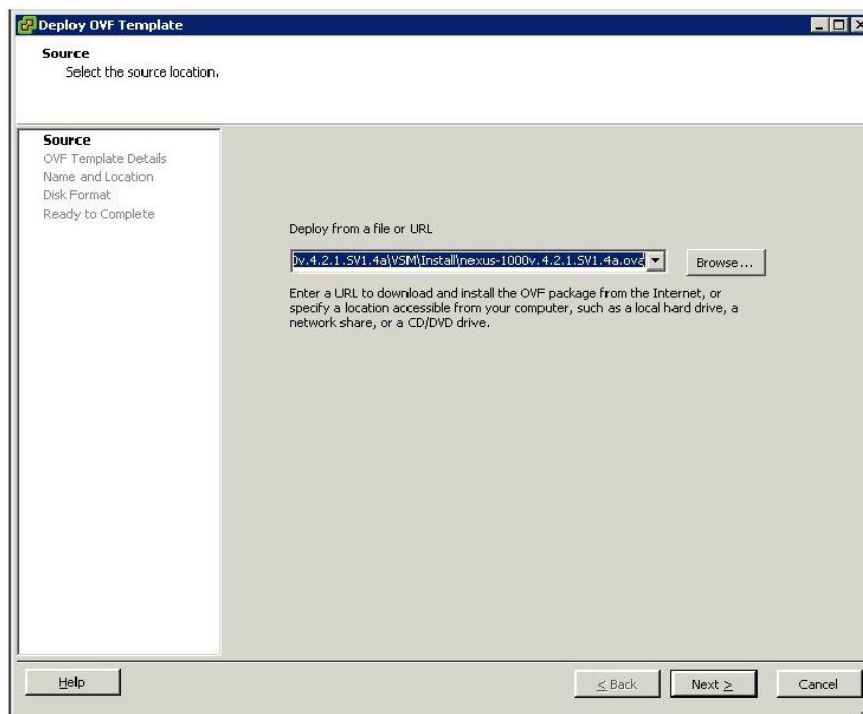 Deploy OVF Template
Source
Select the source location.
Source
OVF Template Details
Name and Location
Disk Format
Ready to Complete
Deploy from a file or URL
0v.4.2.1.SV1.4a\VSM\Install\nexus-1000v.4.2.1.SV1.4a.ova
Browse...
Enter a URL to download and install the OVF package from the Internet, or
specify a location accessible from your computer, such as a local hard drive, a
network share, or a CD/DVD drive.
Help
< Back
Next >
Cancel